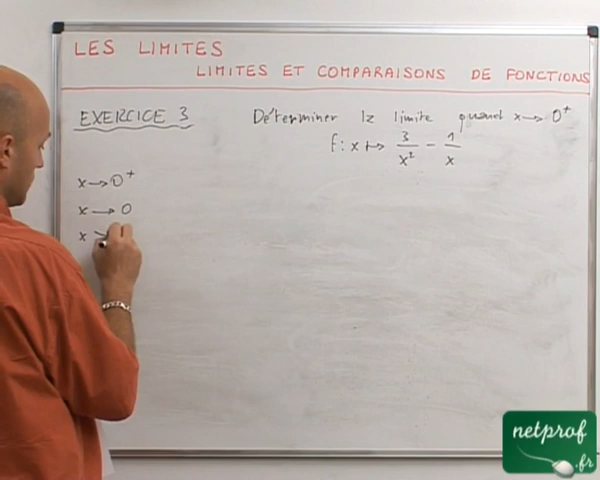 LES LIMITES
LIMITES ET COMPARAISONS DE FONCTIONS
EXERCICE 3
Déterminer la limite quand x → 0⁺
f: x ↦ 3/x² - 1/x
x → 0⁺
x → 0
x >
netprof
.fr